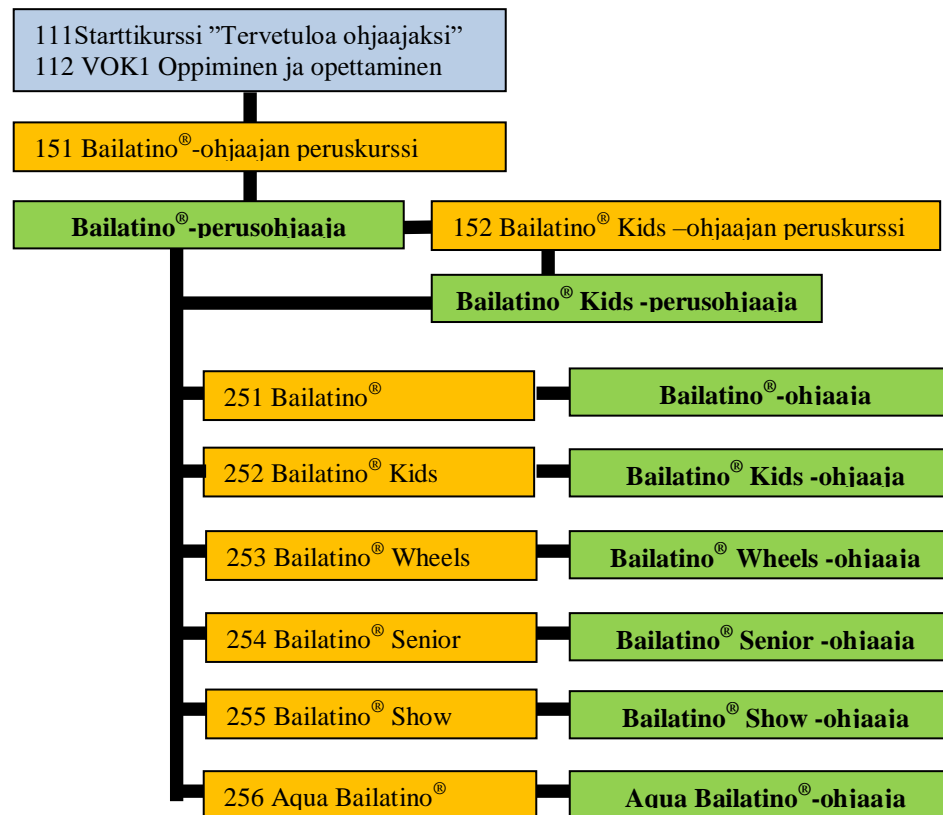 111Starttikurssi ”Tervetuloa ohjaajaksi”
112 VOK1 Oppiminen ja opettaminen
151 Bailatino®-ohjaajan peruskurssi
Bailatino®-perusohjaaja
152 Bailatino® Kids –ohjaajan peruskurssi
Bailatino® Kids -perusohjaaja
251 Bailatino®
Bailatino®-ohjaaja
252 Bailatino® Kids
Bailatino® Kids -ohjaaja
253 Bailatino® Wheels
Bailatino® Wheels -ohjaaja
254 Bailatino® Senior
Bailatino® Senior -ohjaaja
255 Bailatino® Show
Bailatino® Show -ohjaaja
256 Aqua Bailatino®
Aqua Bailatino®-ohjaaja